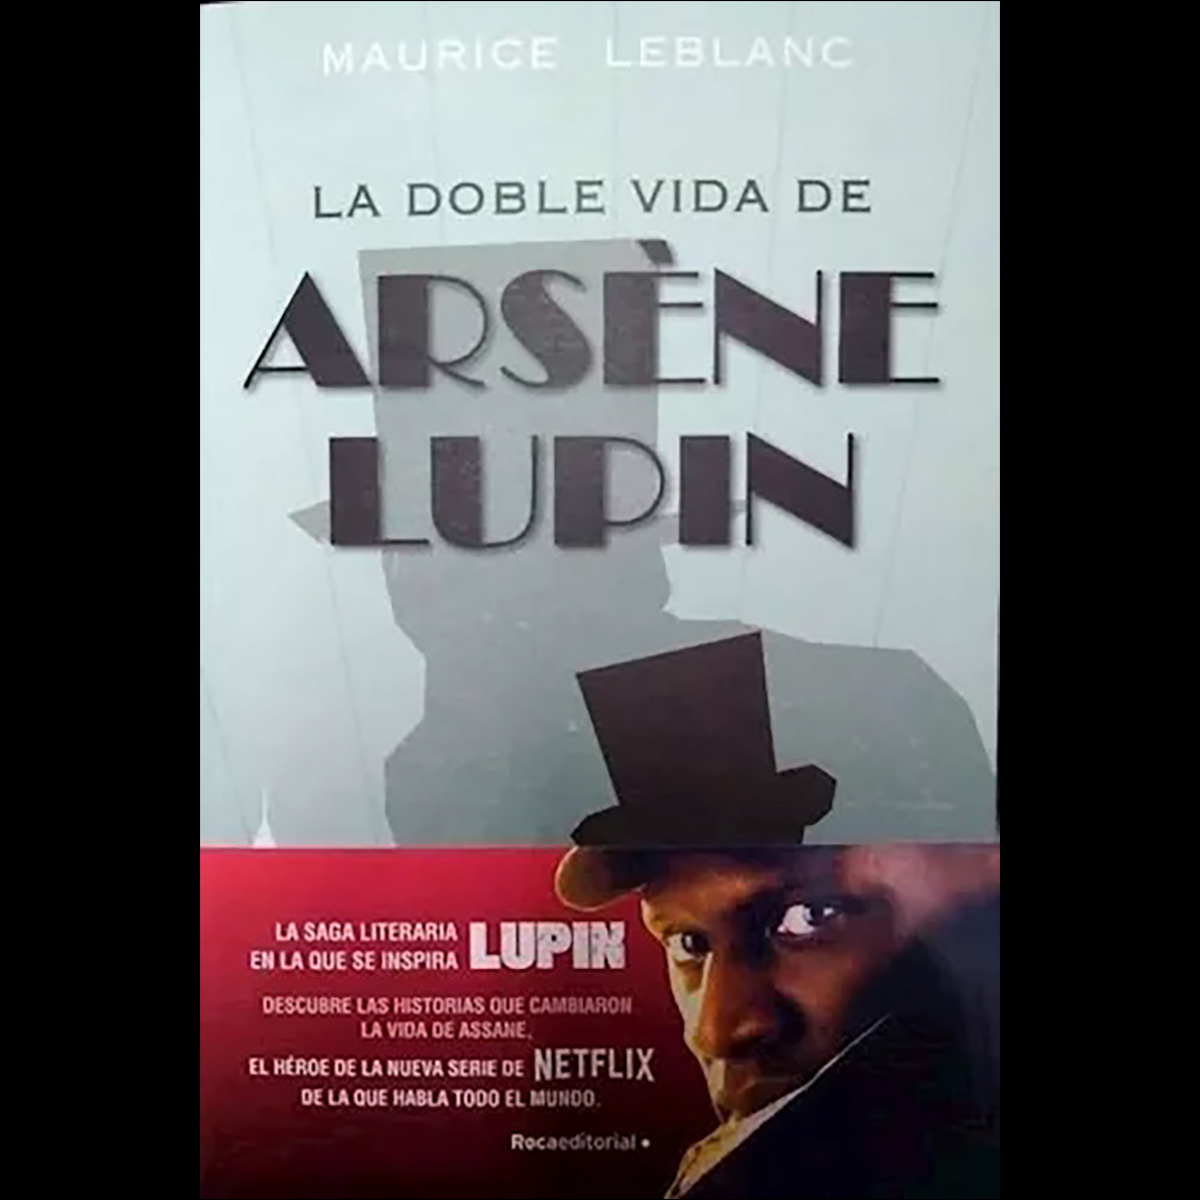 MAURICE LEBLANC
LA DOBLE VIDA DE
ARSÈNE
LUPIN
LA SAGA LITERARIA
EN LA QUE SE INSPIRA LUPIN
DESCUBRE LAS HISTORIAS QUE CAMBIARON
LA VIDA DE ASSANE,
EL HÉROE DE LA NUEVA SERIE DE NETFLIX
DE LA QUE HABLA TODO EL MUNDO.
Rocaeditorial